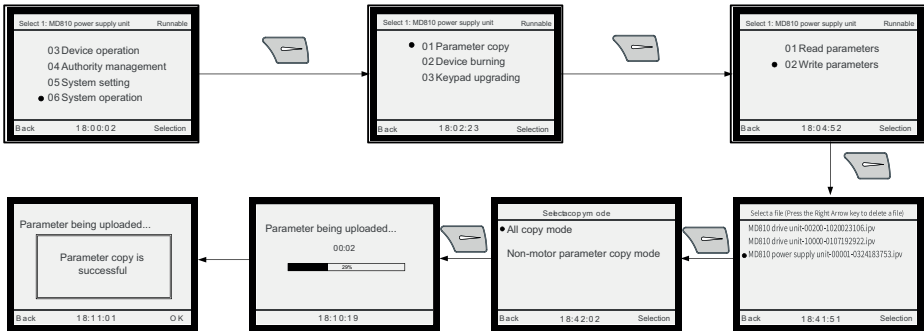 Select 1: MD810 power supply unit Runnable
03 Device operation
04 Authority management
05 System setting
06 System operation
Back 18:00:02 Selection
Select 1: MD810 power supply unit Runnable
01 Parameter copy
02 Device burning
03 Keypad upgrading
Back 18:02:23 Selection
Select 1: MD810 power supply unit Runnable
01 Read parameters
02 Write parameters
Back 18:04:52 Selection
Parameter being uploaded...
Parameter copy is
successful
Back 18:11:01 OK
Parameter being uploaded...
00:02
20%
18:10:19
Select a copy mode
All copy mode
Non-motor parameter copy mode
Back 18:42:02 Selection
Select a file (Press the Right Arrow key to delete a file)
MD810 drive unit-00200-1020023106.ipv
MD810 drive unit-10000-0107192922.ipv
MD810 power supply unit-00001-0324183753.ipv
Back 18:41:51 Selection